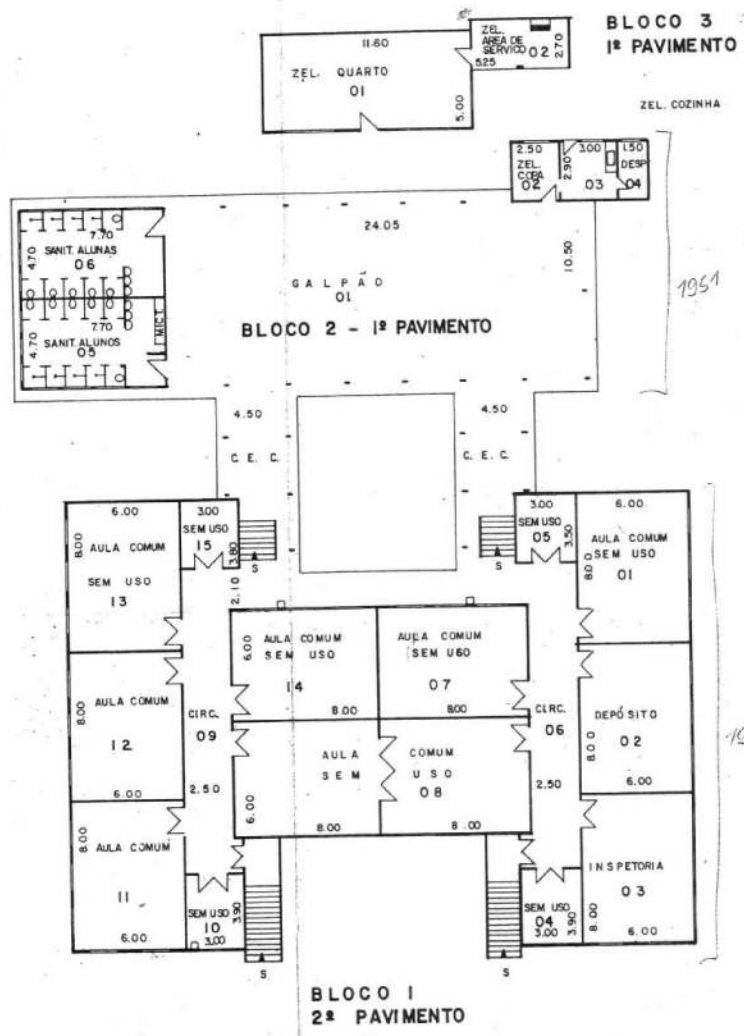 BLOCO 3
1º PAVIMENTO
11.60
ZEL. QUARTO
01
5.00
ZEL.
AREA DE
SERVIÇO 02
5.25
2.70
ZEL. COZINHA
2.50
ZEL.
COPA
02
2.90
3.00
03
1.50
DESP
04
24.05
10.50
GALPÃO
01
BLOCO 2 - 1º PAVIMENTO
7.70
4.70
SANIT. ALUNAS
06
7.70
4.70
SANIT. ALUNOS
05
MICT.
1951
4.50
C. E. C.
4.50
C. E. C.
6.00
8.00
AULA COMUM
SEM USO
13
3.00
SEM USO
15
3.80
S
2.10
3.00
SEM USO
05
3.50
S
6.00
AULA COMUM
SEM USO
8.00
01
AULA COMUM
SEM USO
6.00
14
8.00
AULA COMUM
SEM USO
07
8.00
8.00
AULA COMUM
12
6.00
CIRC.
09
2.50
CIRC.
06
2.50
DEPÓSITO
02
8.00
6.00
AULA COMUM
SEM USO
08
6.00
8.00
8.00
8.00
AULA COMUM
11
6.00
SEM USO
10
3.90
3.00
S
SEM USO
04
3.00
3.90
S
INSPETORIA
03
8.00
6.00
BLOCO 1
2º PAVIMENTO